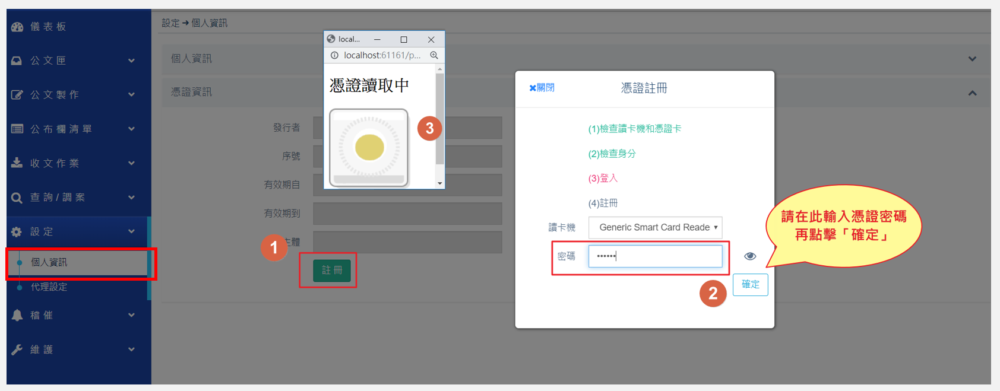 儀表板
公文匣
公文製作
公布欄清單
收文作業
查詢/調案
設定
個人資訊
代理設定
稽催
維護
設定➔個人資訊
個人資訊
憑證資訊
發行者
序號
有效期自
有效期到
主體
1
註冊
local...
localhost:61161/p...
憑證讀取中
3
✖關閉
憑證註冊
(1)檢查讀卡機和憑證卡
(2)檢查身分
(3)登入
(4)註冊
讀卡機
Generic Smart Card Reade
密碼
••••••
2
確定
請在此輸入憑證密碼
再點擊「確定」